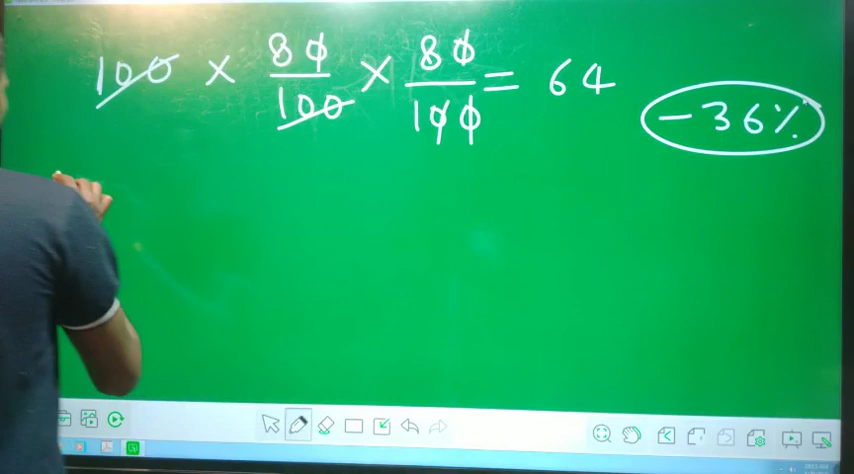 100 × 80/100 × 80/100 = 64
-36%